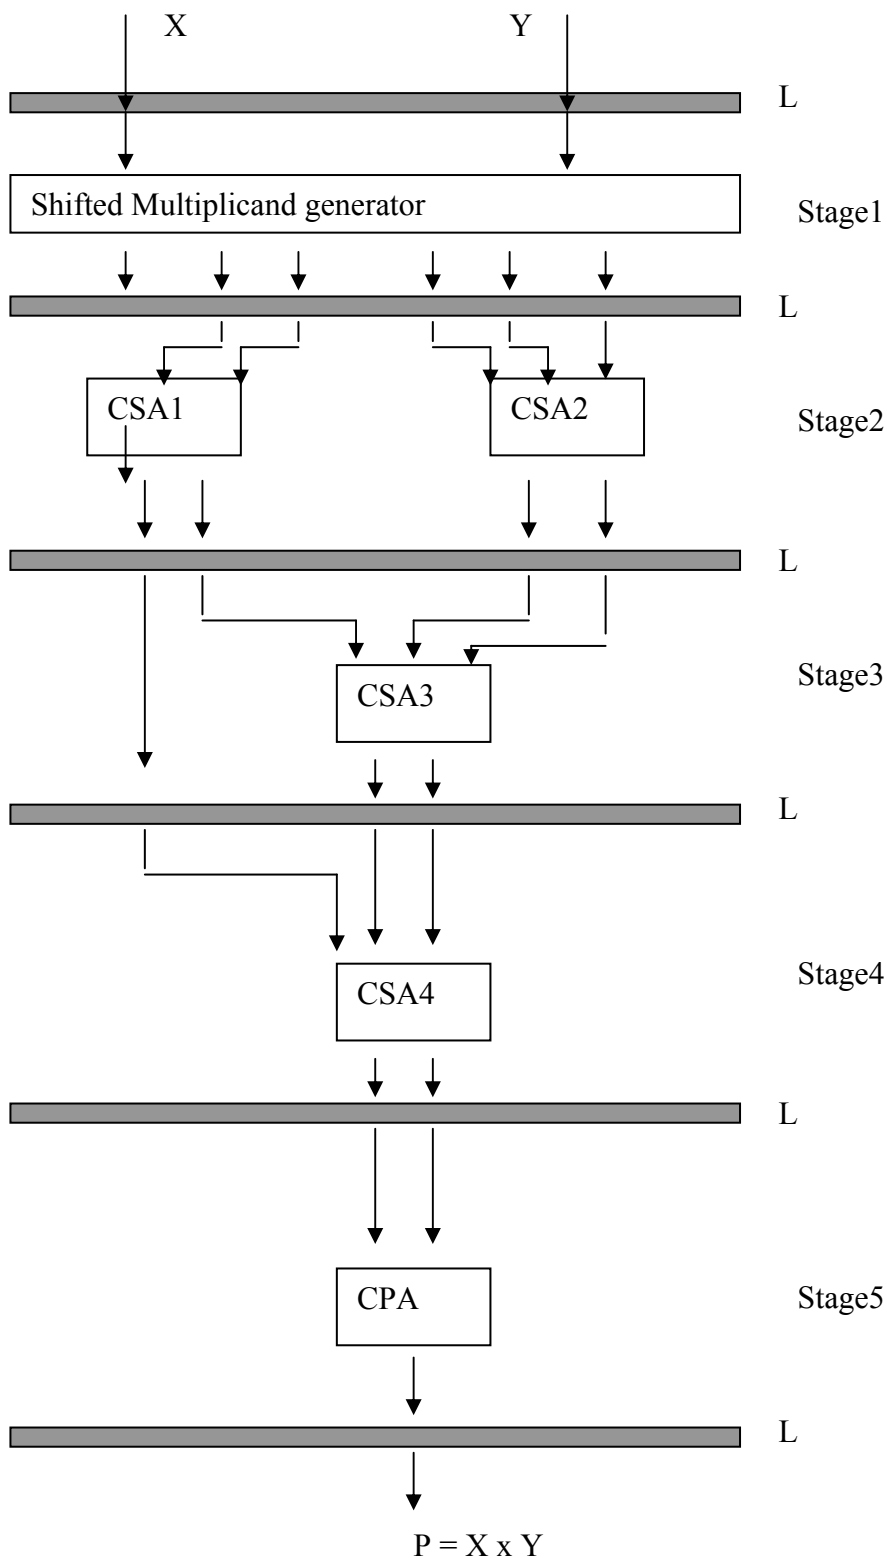 X
Y
L
Shifted Multiplicand generator
Stage1
L
CSA1
CSA2
Stage2
L
CSA3
Stage3
L
CSA4
Stage4
L
CPA
Stage5
L
P = X x Y